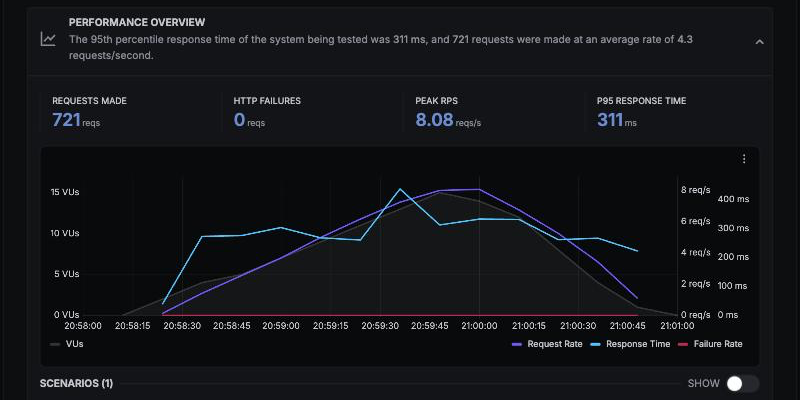 PERFORMANCE OVERVIEW
The 95th percentile response time of the system being tested was 311 ms, and 721 requests were made at an average rate of 4.3
requests/second.
REQUESTS MADE
721 reqs
HTTP FAILURES
0 reqs
PEAK RPS
8.08 reqs/s
P95 RESPONSE TIME
311 ms
15 VUs
10 VUs
5 VUs
0 VUs
8 req/s
6 req/s
4 req/s
2 req/s
0 req/s
400 ms
300 ms
200 ms
100 ms
0 ms
20:58:00 20:58:15 20:58:30 20:58:45 20:59:00 20:59:15 20:59:30 20:59:45 21:00:00 21:00:15 21:00:30 21:00:45 21:01:00
VUs
Request Rate Response Time Failure Rate
SCENARIOS (1)
SHOW